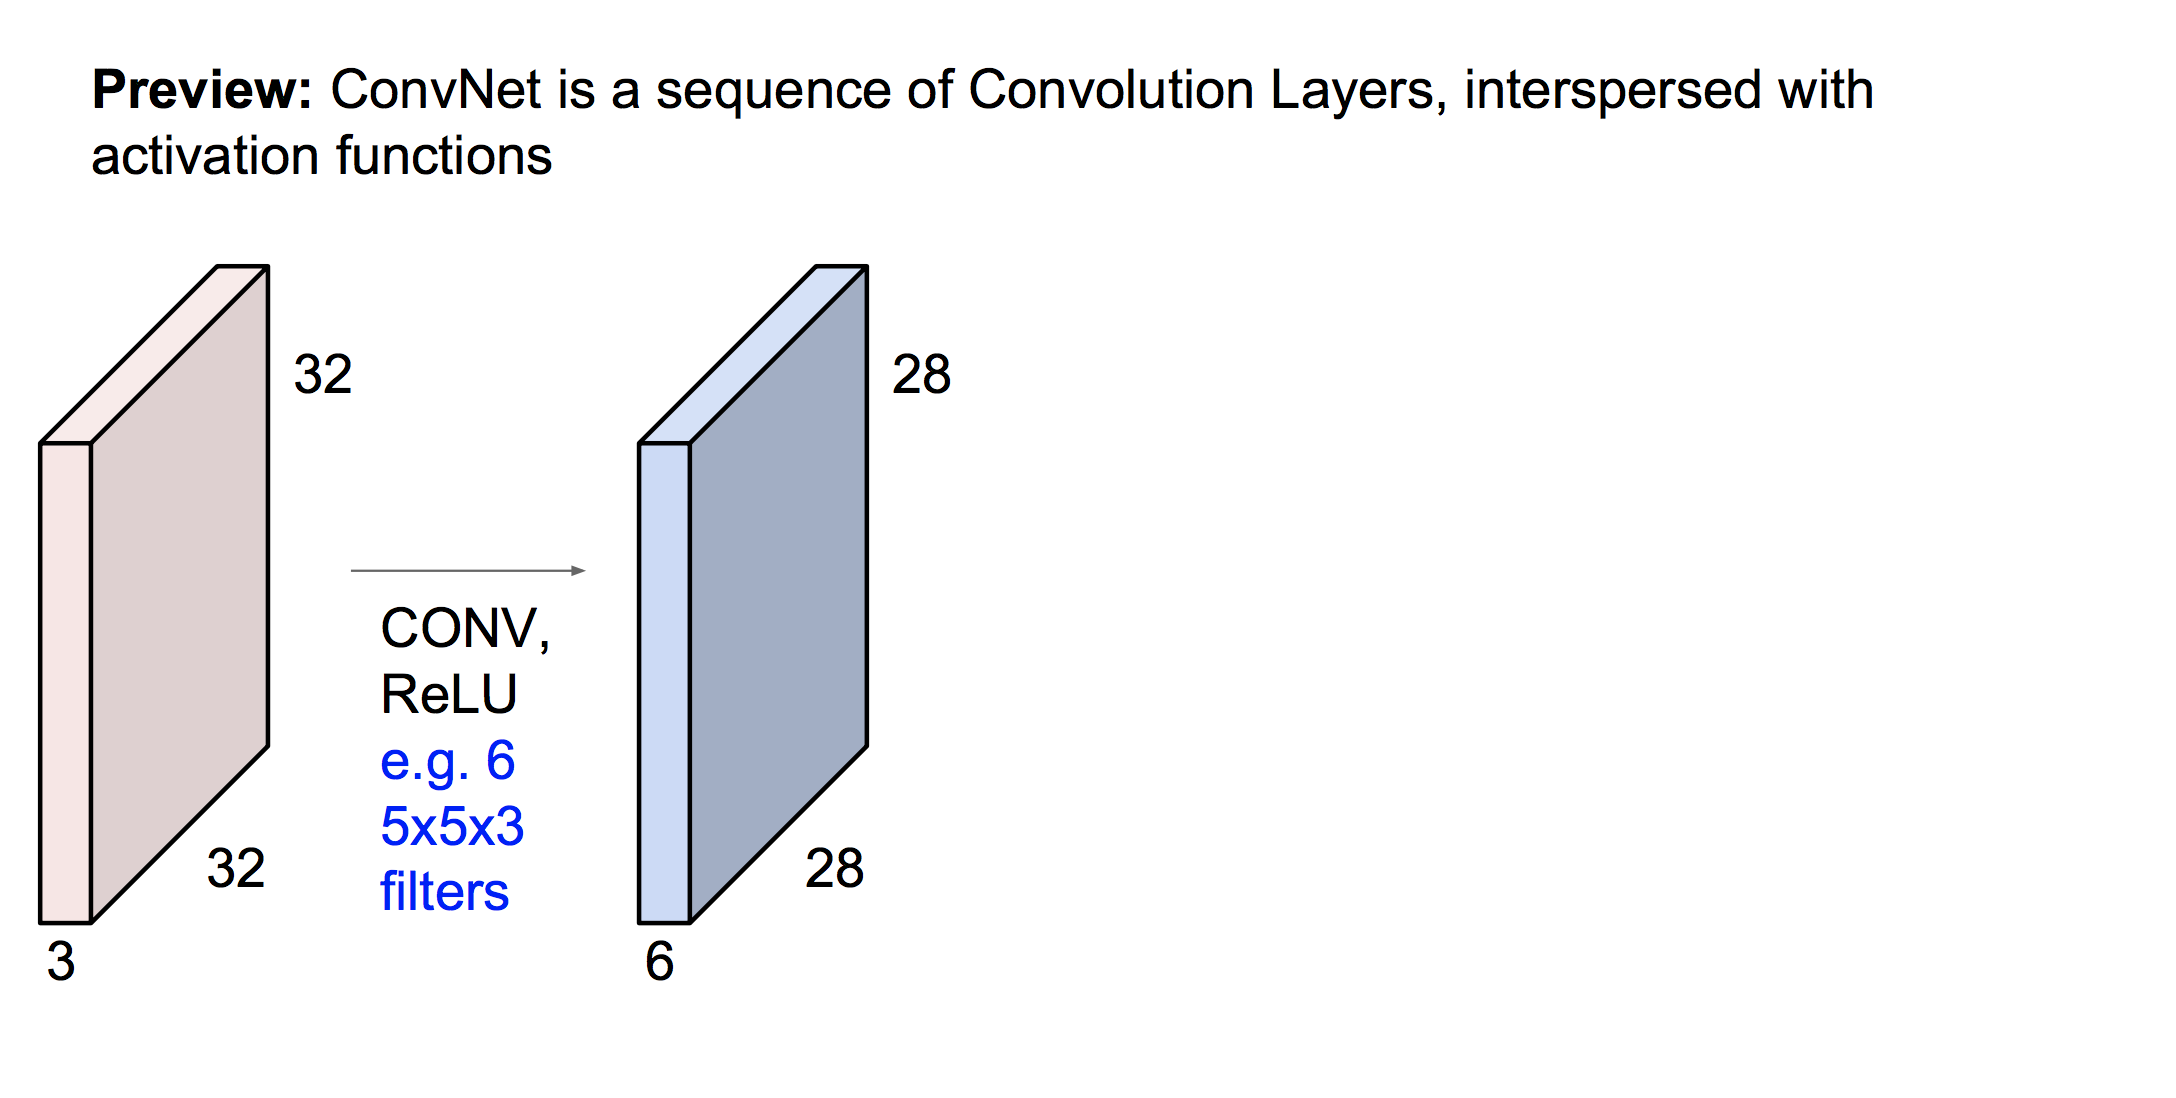 Preview: ConvNet is a sequence of Convolution Layers, interspersed with
activation functions
32
32
3
CONV,
ReLU
e.g. 6
5x5x3
filters
28
28
6